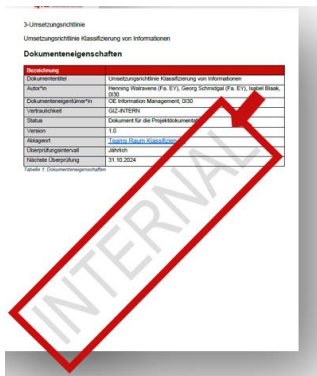 3-Umsetzungsrichtlinie
Umsetzungsrichtlinie Klassifizierung von Informationen
Dokumenteneigenschaften
Bezeichnung
Dokumententitel Umsetzungsrichtlinie Klassifizierung von Informationen
Autor*in Henning Walravens (Fa. EY), Georg Schmidgal (Fa. EY), Isabel Blaak,
0I30
Dokumenteneigentümer*in OE Information Management, 0I30
Vertraulichkeit GIZ-INTERN
Status Dokument für die Projektdokumentat
Version 1.0
Ablageort Teams Raum Klassifizier
Überprüfungsintervall Jährlich
Nächste Überprüfung 31.10.2024
Tabelle 1: Dokumenteneigenschaften
INTERNAL